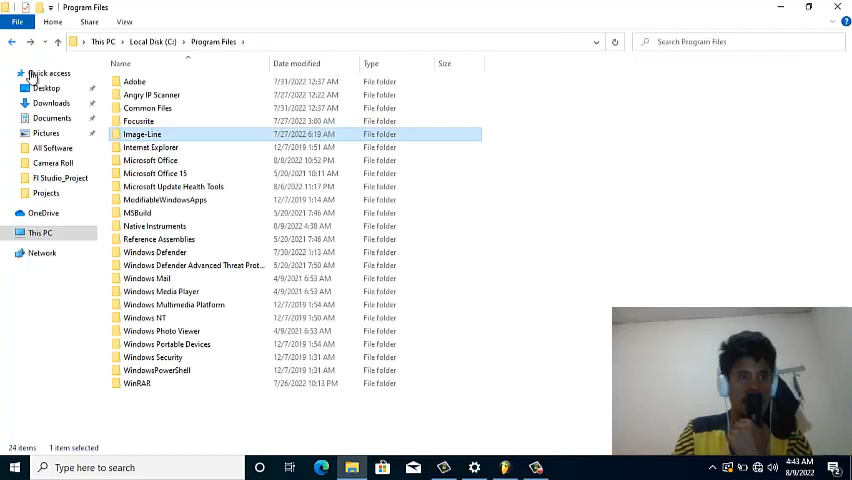 Program Files
File Home Share View
This PC Local Disk (C:) Program Files Search Program Files
Name Date modified Type Size
Quick access
Desktop
Downloads
Documents
Pictures
All Software
Camera Roll
Fl Studio_Project
Projects
OneDrive
This PC
Network
Adobe 7/31/2022 12:37 AM File folder
Angry IP Scanner 7/27/2022 12:22 AM File folder
Common Files 7/31/2022 12:37 AM File folder
Focusrite 7/27/2022 3:00 AM File folder
Image-Line 7/27/2022 6:19 AM File folder
Internet Explorer 12/7/2019 1:51 AM File folder
Microsoft Office 8/8/2022 10:52 PM File folder
Microsoft Office 15 5/20/2021 10:11 AM File folder
Microsoft Update Health Tools 8/6/2022 11:17 PM File folder
ModifiableWindowsApps 12/7/2019 1:14 AM File folder
MSBuild 5/20/2021 7:46 AM File folder
Native Instruments 8/9/2022 4:38 AM File folder
Reference Assemblies 5/20/2021 7:46 AM File folder
Windows Defender 7/30/2022 1:13 AM File folder
Windows Defender Advanced Threat Prot... 5/20/2021 7:50 AM File folder
Windows Mail 4/9/2021 6:53 AM File folder
Windows Media Player 4/9/2021 6:53 AM File folder
Windows Multimedia Platform 12/7/2019 1:54 AM File folder
Windows NT 12/7/2019 1:50 AM File folder
Windows Photo Viewer 4/9/2021 6:53 AM File folder
Windows Portable Devices 12/7/2019 1:54 AM File folder
Windows Security 12/7/2019 1:31 AM File folder
WindowsPowerShell 12/7/2019 1:31 AM File folder
WinRAR 7/26/2022 10:13 PM File folder
24 items 1 item selected
Type here to search
4:43 AM
8/9/2022
2